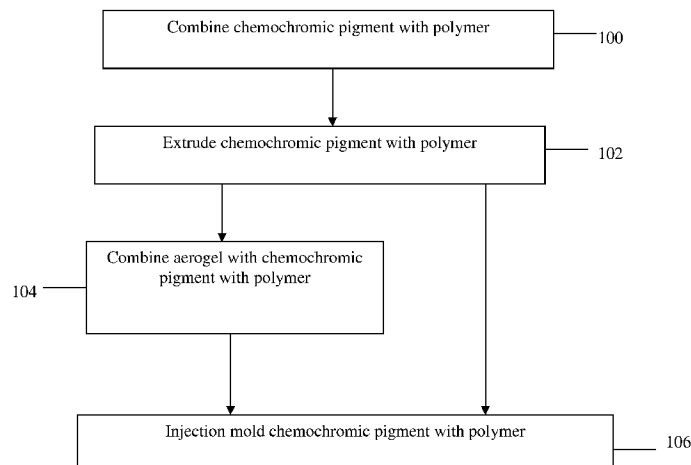 Combine chemochromic pigment with polymer
100
Extrude chemochromic pigment with polymer
102
Combine aerogel with chemochromic
pigment with polymer
104
Injection mold chemochromic pigment with polymer
106